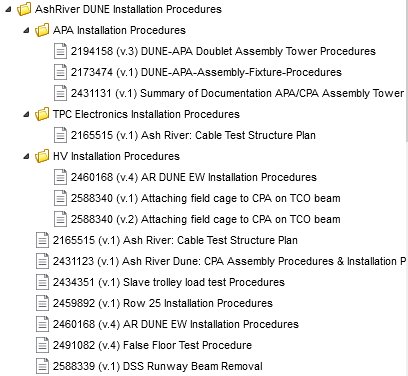 AshRiver DUNE Installation Procedures
APA Installation Procedures
2194158 (v.3) DUNE-APA Doublet Assembly Tower Procedures
2173474 (v.1) DUNE-APA-Assembly-Fixture-Procedures
2431131 (v.1) Summary of Documentation APA/CPA Assembly Tower
TPC Electronics Installation Procedures
2165515 (v.1) Ash River: Cable Test Structure Plan
HV Installation Procedures
2460168 (v.4) AR DUNE EW Installation Procedures
2588340 (v.1) Attaching field cage to CPA on TCO beam
2588340 (v.2) Attaching field cage to CPA on TCO beam
2165515 (v.1) Ash River: Cable Test Structure Plan
2431123 (v.1) Ash River Dune: CPA Assembly Procedures & Installation P
2434351 (v.1) Slave trolley load test Procedures
2459892 (v.1) Row 25 Installation Procedures
2460168 (v.4) AR DUNE EW Installation Procedures
2491082 (v.4) False Floor Test Procedure
2588339 (v.1) DSS Runway Beam Removal